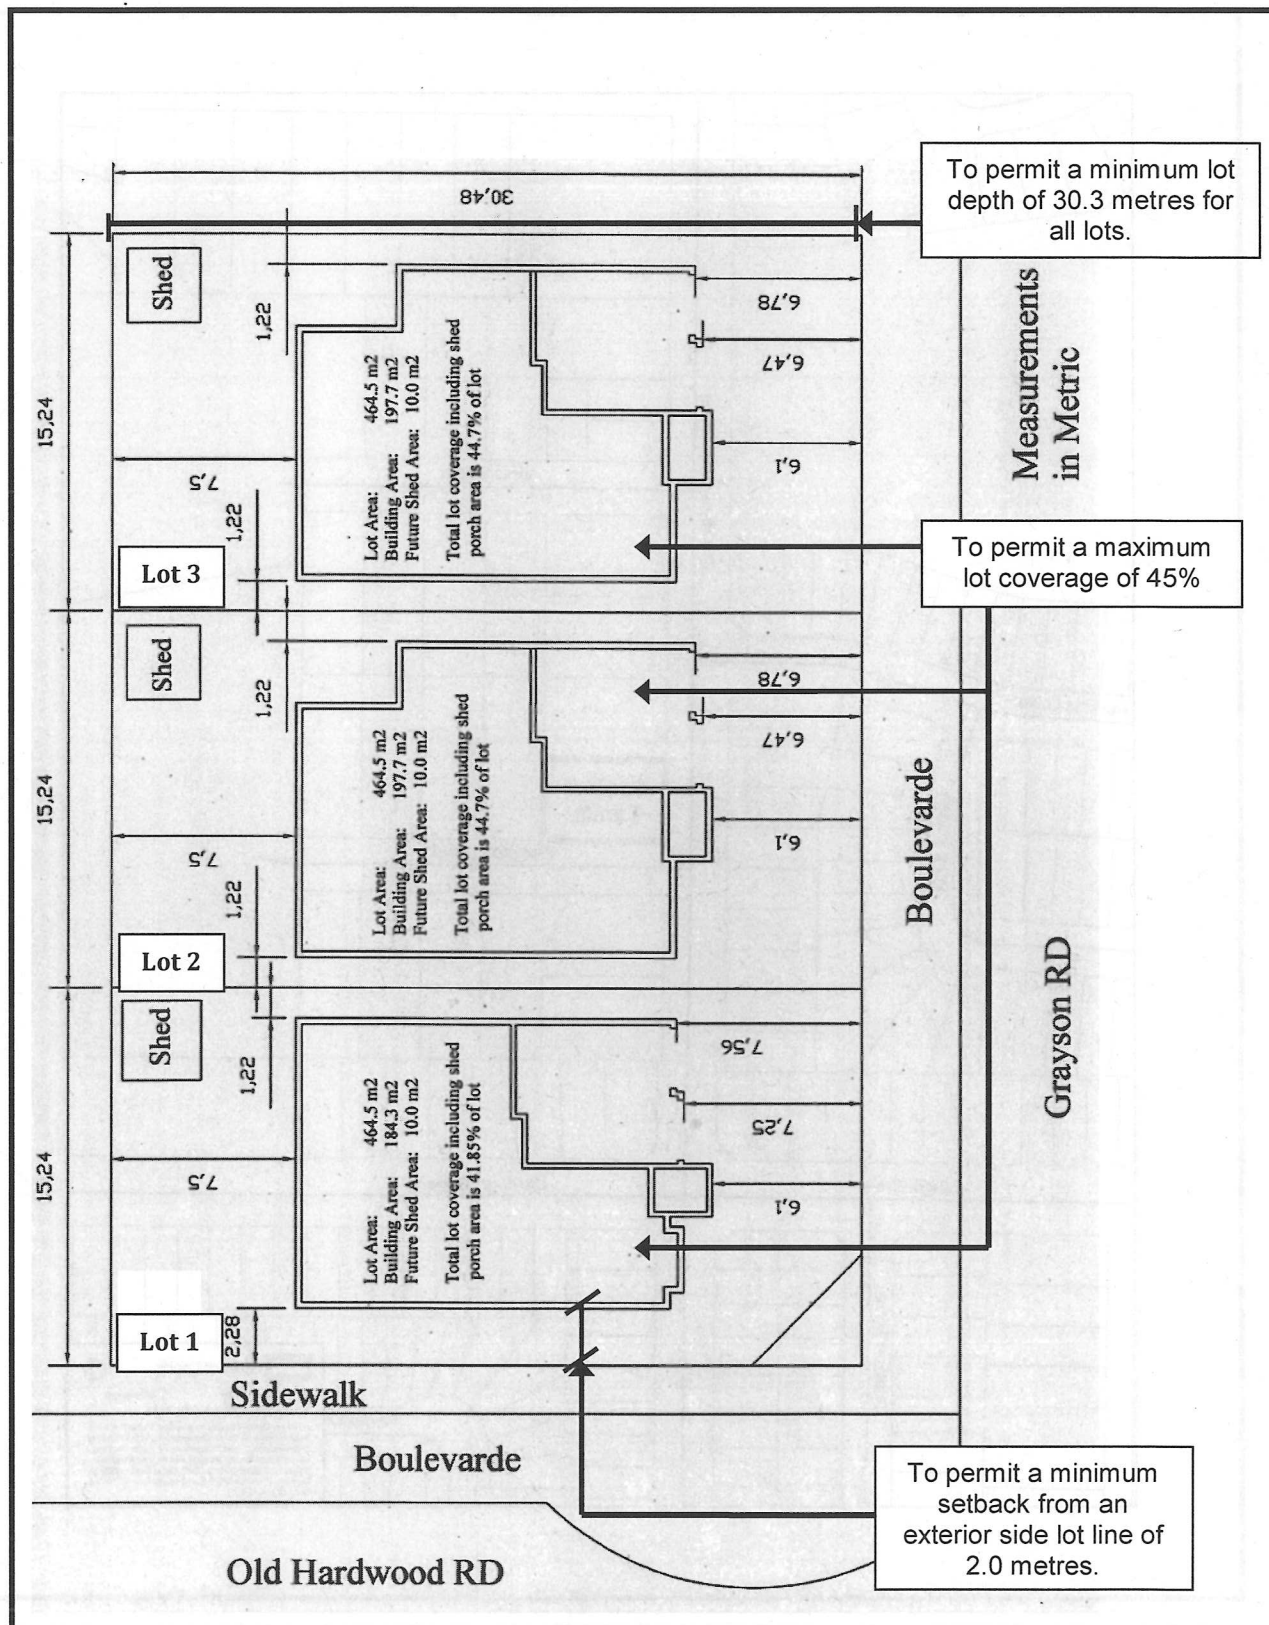 To permit a minimum lot
depth of 30.3 metres for
all lots.
30,48
15,24
Shed
1,22
6,78
6,47
6,1
7,5
1,22
Lot Area: 464.5 m2
Building Area: 197.7 m2
Future Shed Area: 10.0 m2
Total lot coverage including shed
porch area is 44.7% of lot
Lot 3
Measurements
in Metric
To permit a maximum
lot coverage of 45%
15,24
Shed
1,22
6,78
6,47
6,1
7,5
1,22
Lot Area: 464.5 m2
Building Area: 197.7 m2
Future Shed Area: 10.0 m2
Total lot coverage including shed
porch area is 44.7% of lot
Lot 2
Boulevarde
Grayson RD
15,24
Shed
1,22
7,56
7,25
6,1
7,5
Lot Area: 464.5 m2
Building Area: 184.3 m2
Future Shed Area: 10.0 m2
Total lot coverage including shed
porch area is 41.85% of lot
Lot 1
2,28
Sidewalk
Boulevarde
Old Hardwood RD
To permit a minimum
setback from an
exterior side lot line of
2.0 metres.